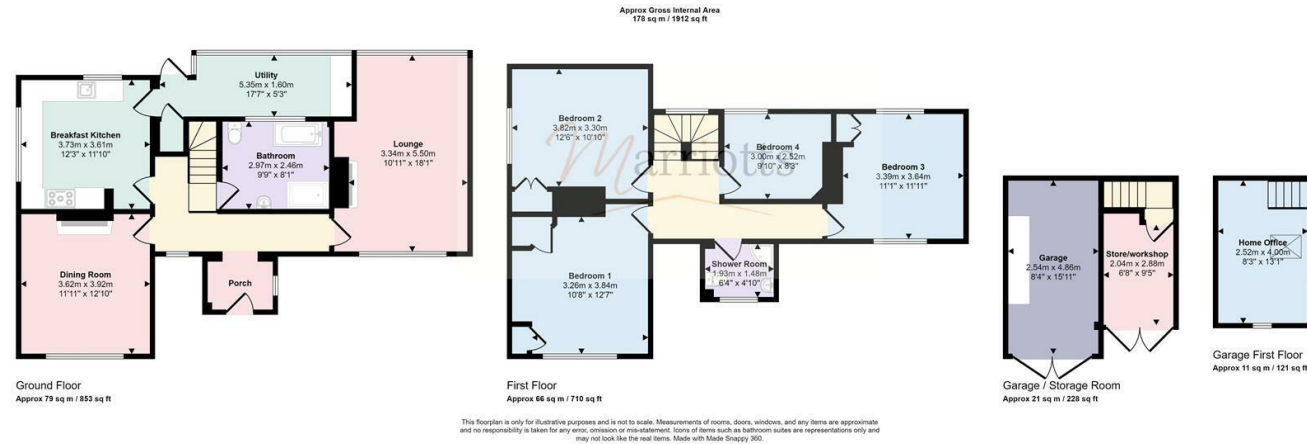 Approx Gross Internal Area
178 sq m / 1912 sq ft
Utility
5.35m x 1.60m
17'7" x 5'3"
Breakfast Kitchen
3.73m x 3.61m
12'3" x 11'10"
Bathroom
2.97m x 2.46m
9'9" x 8'1"
Lounge
3.34m x 5.50m
10'11" x 18'1"
Dining Room
3.62m x 3.92m
11'11" x 12'10"
Porch
Ground Floor
Approx 79 sq m / 853 sq ft
Bedroom 2
3.82m x 3.30m
12'6" x 10'10"
Bedroom 4
3.00m x 2.52m
9'10" x 8'3"
Bedroom 3
3.39m x 3.64m
11'1" x 11'11"
Marriotts
Bedroom 1
3.26m x 3.84m
10'8" x 12'7"
Shower Room
1.93m x 1.48m
6'4" x 4'10"
First Floor
Approx 66 sq m / 710 sq ft
Garage
2.54m x 4.86m
8'4" x 15'11"
Store/workshop
2.04m x 2.88m
6'8" x 9'5"
Garage / Storage Room
Approx 21 sq m / 228 sq ft
Home Office
2.52m x 4.00m
8'3" x 13'1"
Garage First Floor
Approx 11 sq m / 121 sq ft
This floorplan is only for illustrative purposes and is not to scale. Measurements of rooms, doors, windows, and any items are approximate
and no responsibility is taken for any error, omission or mis-statement. Icons of items such as bathroom suites are representations only and
may not look like the real items. Made with Made Snappy 360.